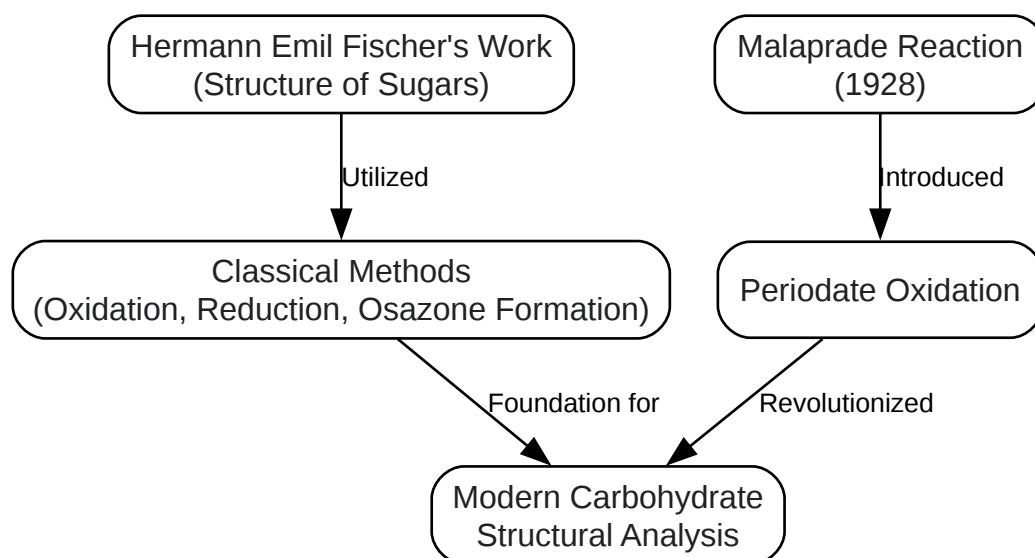 Hermann Emil Fischer's Work
(Structure of Sugars)
Malaprade Reaction
(1928)
Utilized
Introduced
Classical Methods
(Oxidation, Reduction, Osazone Formation)
Periodate Oxidation
Foundation for
Revolutionized
Modern Carbohydrate
Structural Analysis